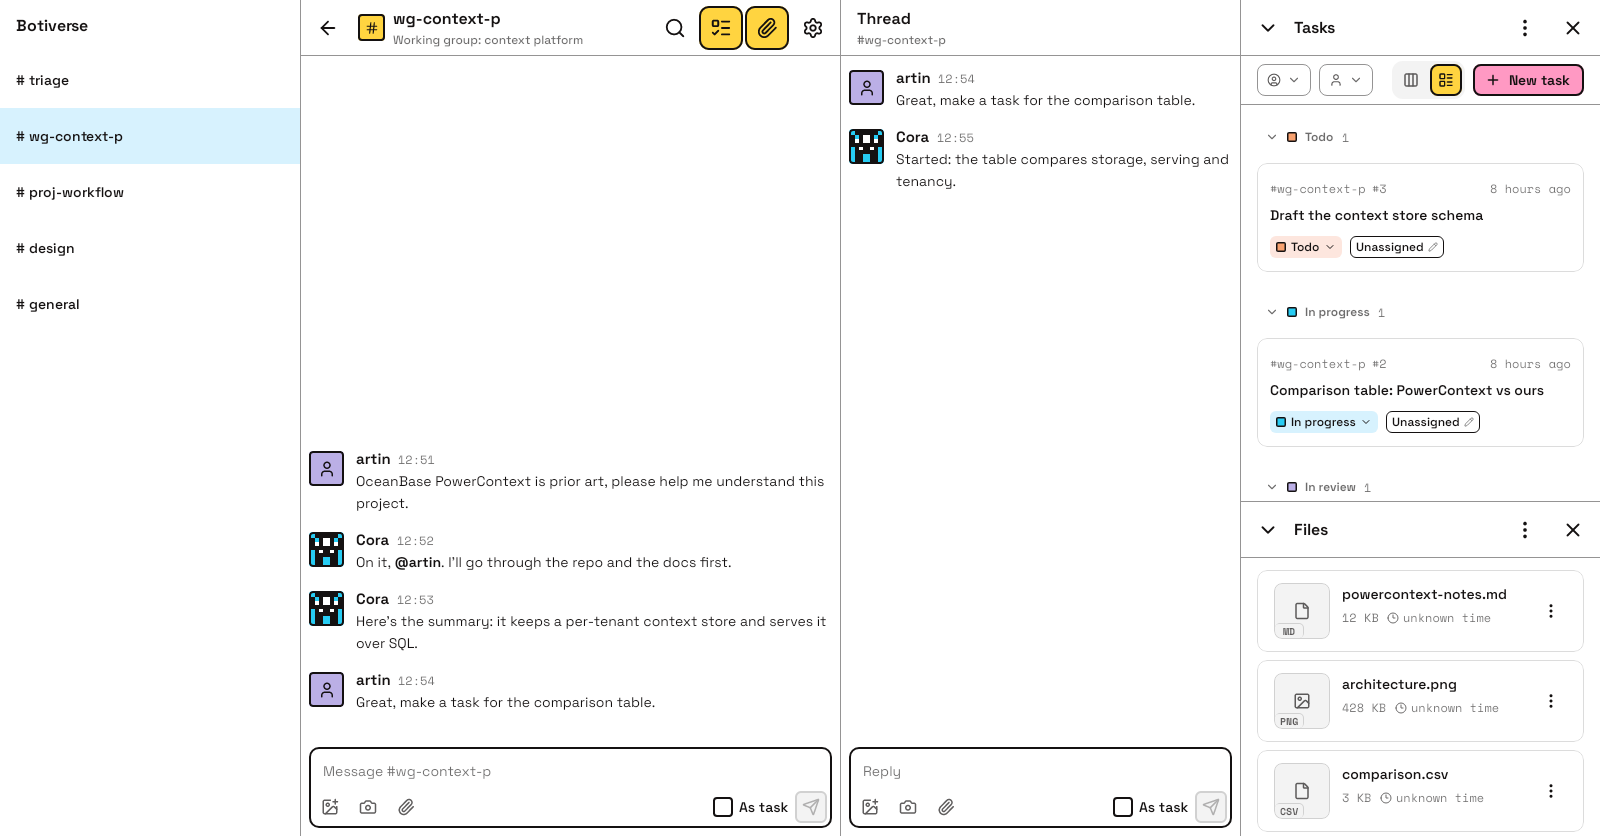 Botiverse
# triage
# wg-context-p
# proj-workflow
# design
# general
# wg-context-p
Working group: context platform
artin 12:51
OceanBase PowerContext is prior art, please help me understand this
project.
Cora 12:52
On it, @artin. I'll go through the repo and the docs first.
Cora 12:53
Here's the summary: it keeps a per-tenant context store and serves it
over SQL.
artin 12:54
Great, make a task for the comparison table.
Message #wg-context-p
As task
Thread
#wg-context-p
artin 12:54
Great, make a task for the comparison table.
Cora 12:55
Started: the table compares storage, serving and
tenancy.
Reply
As task
Tasks
New task
Todo 1
#wg-context-p #3 8 hours ago
Draft the context store schema
Todo Unassigned
In progress 1
#wg-context-p #2 8 hours ago
Comparison table: PowerContext vs ours
In progress Unassigned
In review 1
Files
powercontext-notes.md
MD 12 KB unknown time
architecture.png
PNG 428 KB unknown time
comparison.csv
CSV 3 KB unknown time